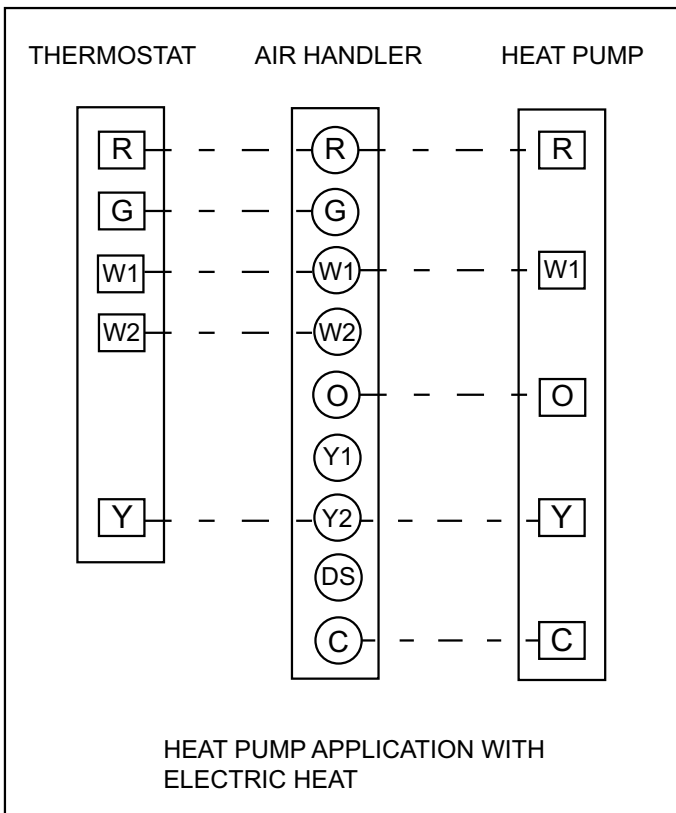 THERMOSTAT AIR HANDLER HEAT PUMP
R R R
G G
W1 W1 W1
W2 W2
O O
Y1
Y Y2 Y
DS
C C
HEAT PUMP APPLICATION WITH
ELECTRIC HEAT